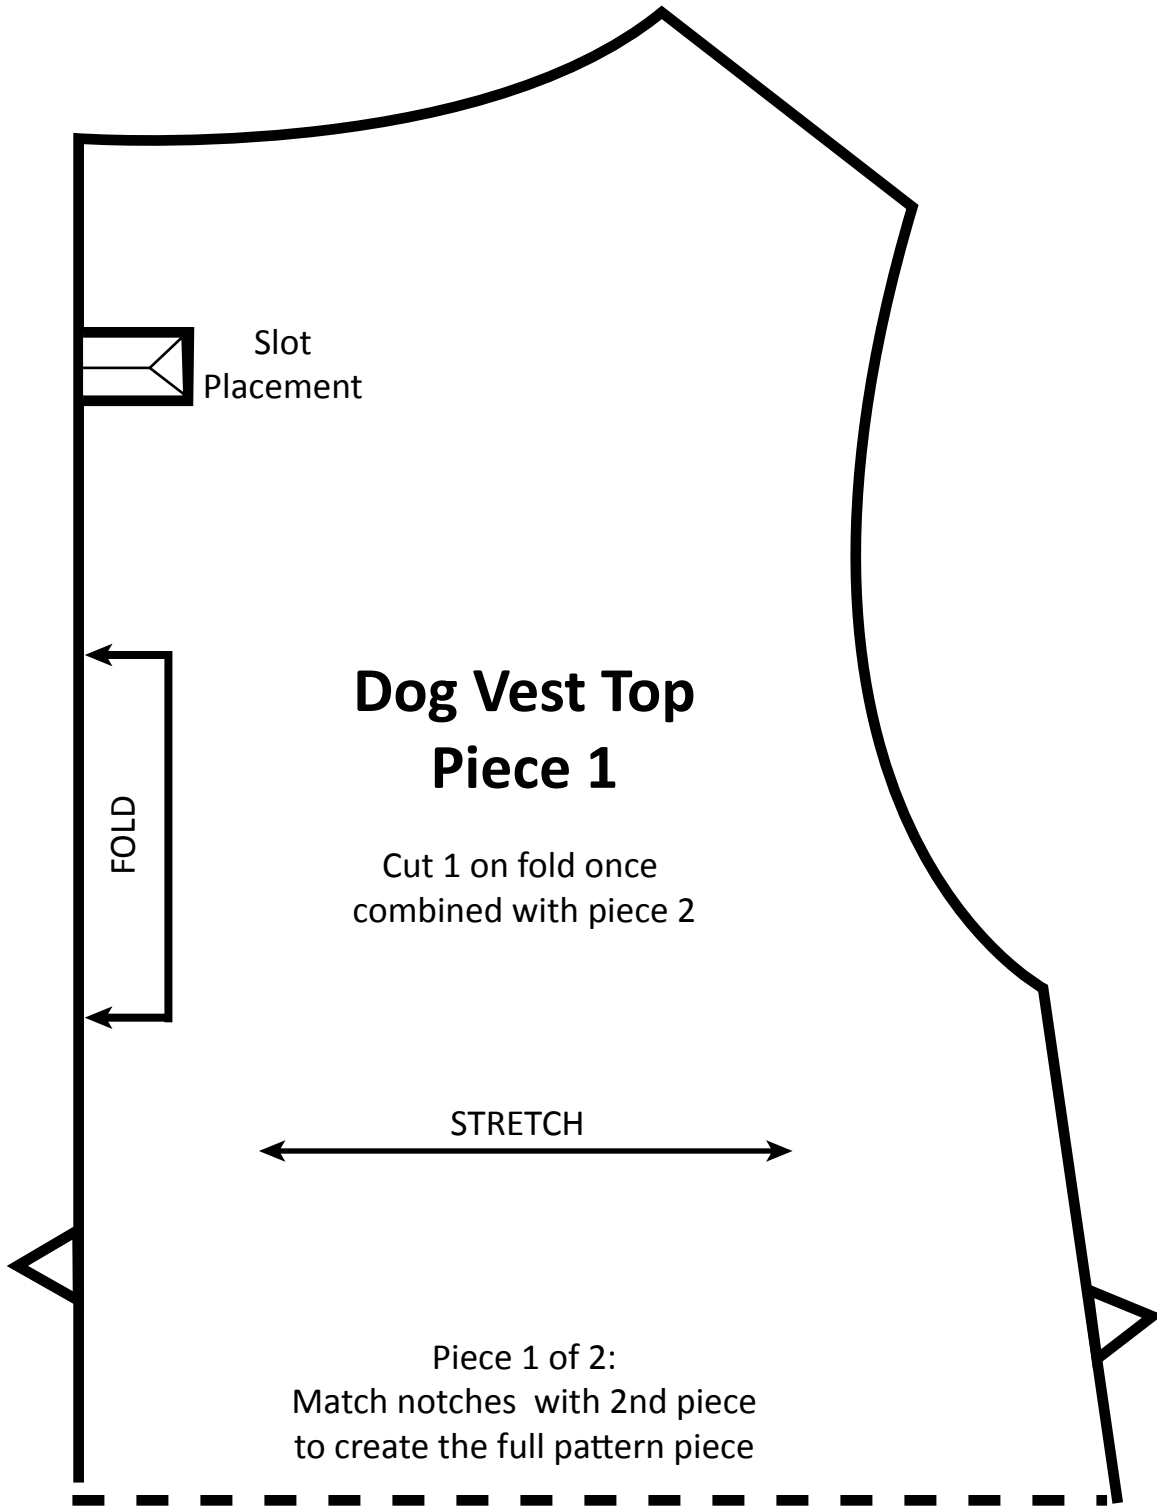 Slot
Placement
Dog Vest Top
Piece 1
FOLD
Cut 1 on fold once
combined with piece 2
STRETCH
Piece 1 of 2:
Match notches  with 2nd piece
to create the full pattern piece